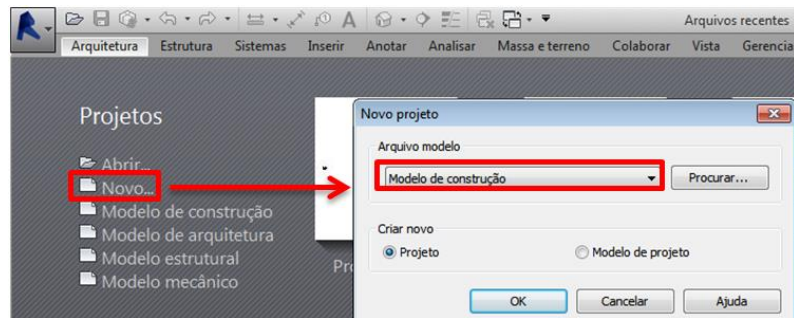 Arquivos recentes
Arquitetura Estrutura Sistemas Inserir Anotar Analisar Massa e terreno Colaborar Vista Gerencia
Projetos
Abrir...
Novo...
Modelo de construção
Modelo de arquitetura
Modelo estrutural
Modelo mecânico
Pro
Novo projeto
Arquivo modelo
Modelo de construção Procurar...
Criar novo
Projeto Modelo de projeto
OK Cancelar Ajuda